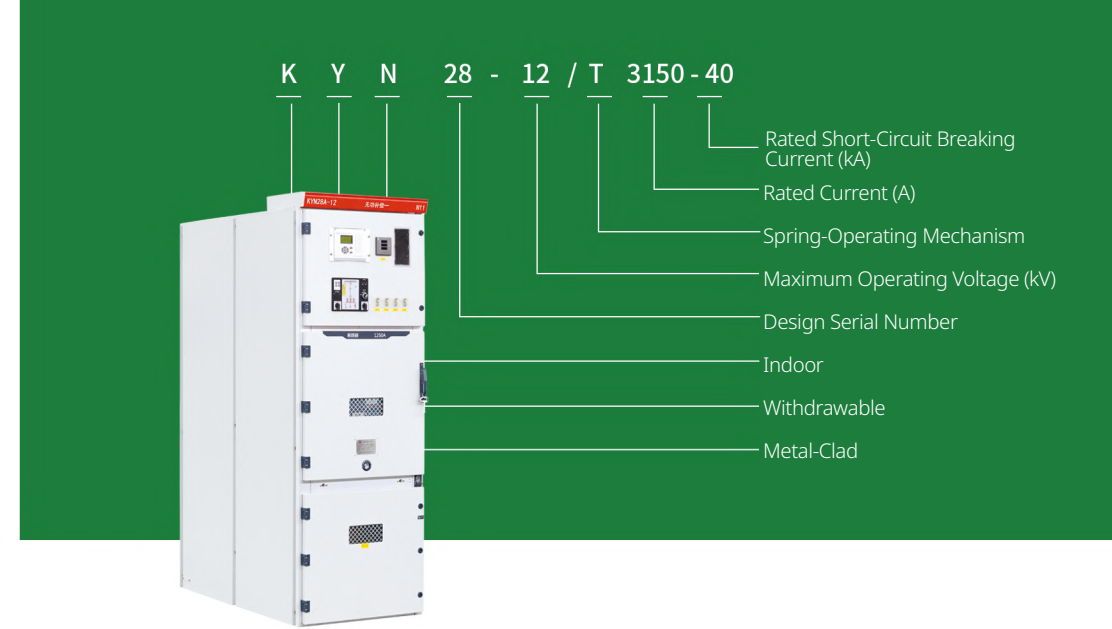 K Y N 28 - 12 / T 3150 - 40
Rated Short-Circuit Breaking
Current (kA)
Rated Current (A)
Spring-Operating Mechanism
Maximum Operating Voltage (kV)
Design Serial Number
Indoor
Withdrawable
Metal-Clad
KYN28A-12